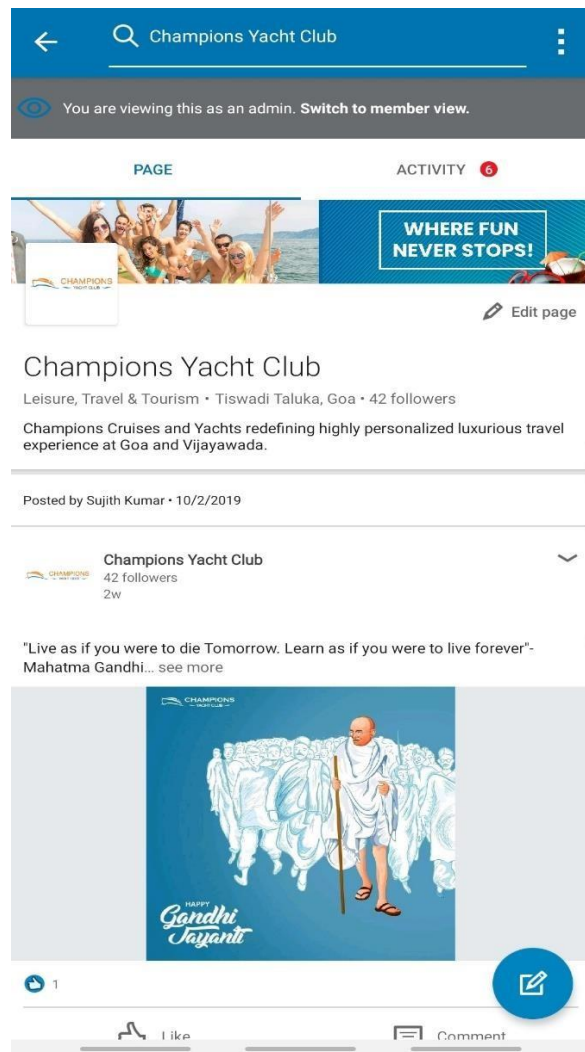 Champions Yacht Club
You are viewing this as an admin. Switch to member view.
PAGE
ACTIVITY 6
WHERE FUN
NEVER STOPS!
CHAMPIONS
YACHT CLUB
Edit page
Champions Yacht Club
Leisure, Travel & Tourism • Tiswadi Taluka, Goa • 42 followers
Champions Cruises and Yachts redefining highly personalized luxurious travel
experience at Goa and Vijayawada.
Posted by Sujith Kumar • 10/2/2019
CHAMPIONS
YACHT CLUB
Champions Yacht Club
42 followers
2w
"Live as if you were to die Tomorrow. Learn as if you were to live forever"-
Mahatma Gandhi... see more
CHAMPIONS
YACHT CLUB
HAPPY
Gandhi
Jayanti
1
Like
Comment